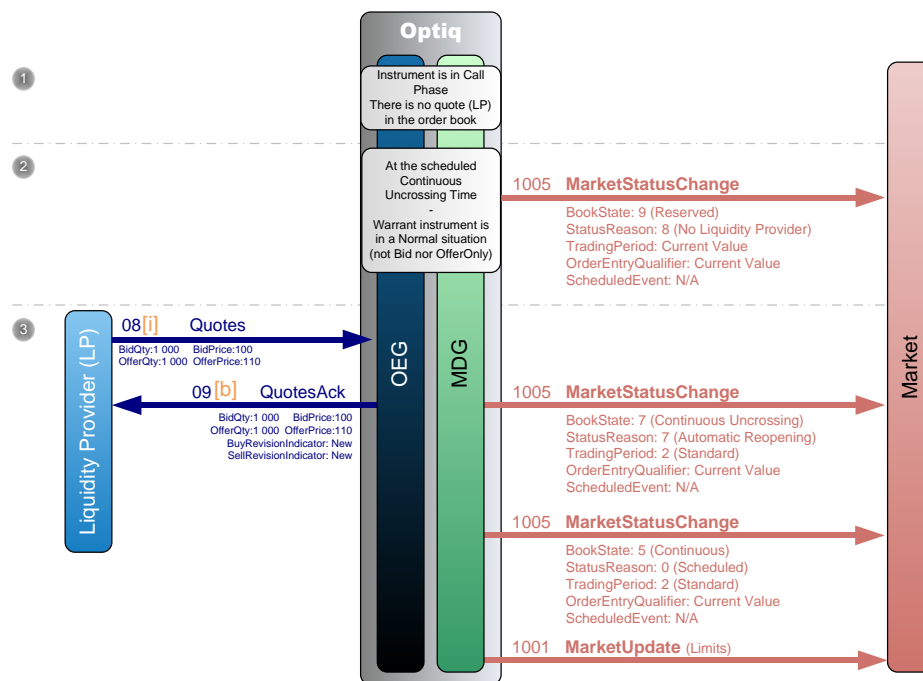 Optiq
1
Instrument is in Call
Phase
There is no quote (LP)
in the order book
2
At the scheduled
Continuous
Uncrossing Time
-
Warrant instrument is
in a Normal situation
(not Bid nor OfferOnly)
1005 MarketStatusChange
BookState: 9 (Reserved)
StatusReason: 8 (No Liquidity Provider)
TradingPeriod: Current Value
OrderEntryQualifier: Current Value
ScheduledEvent: N/A
3
Liquidity Provider (LP)
08[i] Quotes
BidQty:1 000 BidPrice:100
OfferQty:1 000 OfferPrice:110
09[b] QuotesAck
BidQty:1 000 BidPrice:100
OfferQty:1 000 OfferPrice:110
BuyRevisionIndicator: New
SellRevisionIndicator: New
OEG
MDG
1005 MarketStatusChange
BookState: 7 (Continuous Uncrossing)
StatusReason: 7 (Automatic Reopening)
TradingPeriod: 2 (Standard)
OrderEntryQualifier: Current Value
ScheduledEvent: N/A
1005 MarketStatusChange
BookState: 5 (Continuous)
StatusReason: 0 (Scheduled)
TradingPeriod: 2 (Standard)
OrderEntryQualifier: Current Value
ScheduledEvent: N/A
1001 MarketUpdate (Limits)
Market